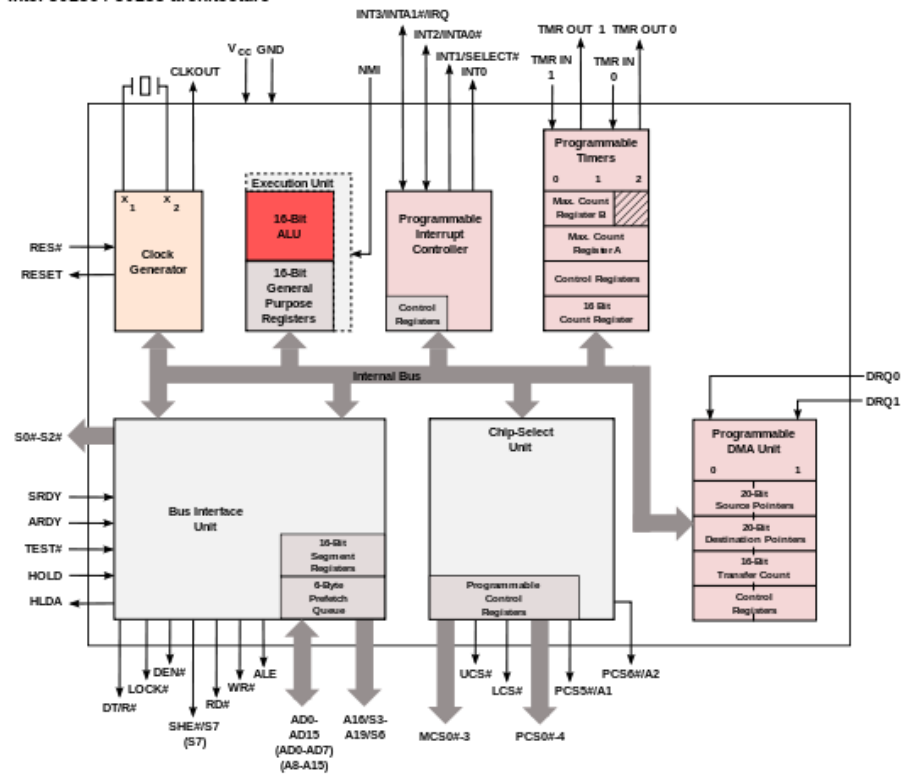 INT3/INTA1#/IRQ
INT2/INTA0#
INT1/SELECT#
INT0
TMR OUT 1 TMR OUT 0
TMR IN
1
TMR IN
0
VCC GND
CLKOUT
NMI
X1
X2
Clock
Generator
RES#
RESET
Execution Unit
16-Bit
ALU
16-Bit
General
Purpose
Registers
Programmable
Interrupt
Controller
Control
Registers
Programmable
Timers
0 1 2
Max. Count
Register B
Max. Count
Register A
Control Registers
16 Bit
Count Register
Internal Bus
DRQ0
DRQ1
S0#-S2#
SRDY
ARDY
TEST#
HOLD
HLDA
Bus Interface
Unit
16-Bit
Segment
Registers
6-Byte
Prefetch
Queue
Chip-Select
Unit
Programmable
Control
Registers
Programmable
DMA Unit
0 1
20-Bit
Source Pointers
20-Bit
Destination Pointers
16-Bit
Transfer Count
Control
Registers
DT/R#
LOCK#
DEN#
SHE#/S7
(S7)
RD#
WR#
ALE
AD0-
AD15
(AD0-AD7)
(A8-A15)
A16/S3-
A19/S6
MCS0#-3
UCS#
LCS#
PCS0#-4
PCS5#/A1
PCS6#/A2